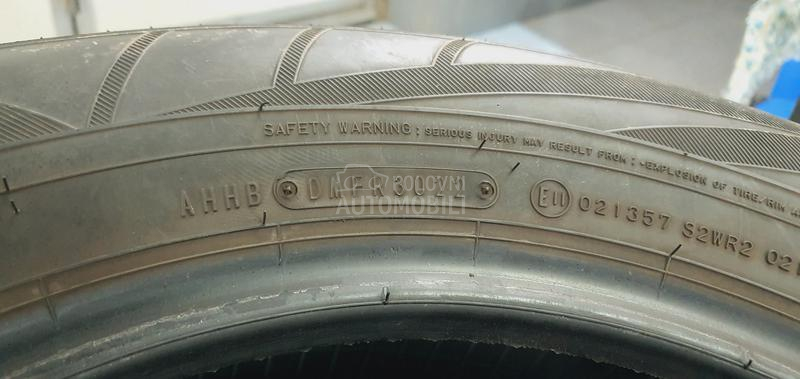 SAFETY WARNING; SERIOUS INJURY MAY RESULT FROM; •EXPLOSION OF TIRE/RIM
AHHB
E11 021357 S2WR2
AUTOMOBILI